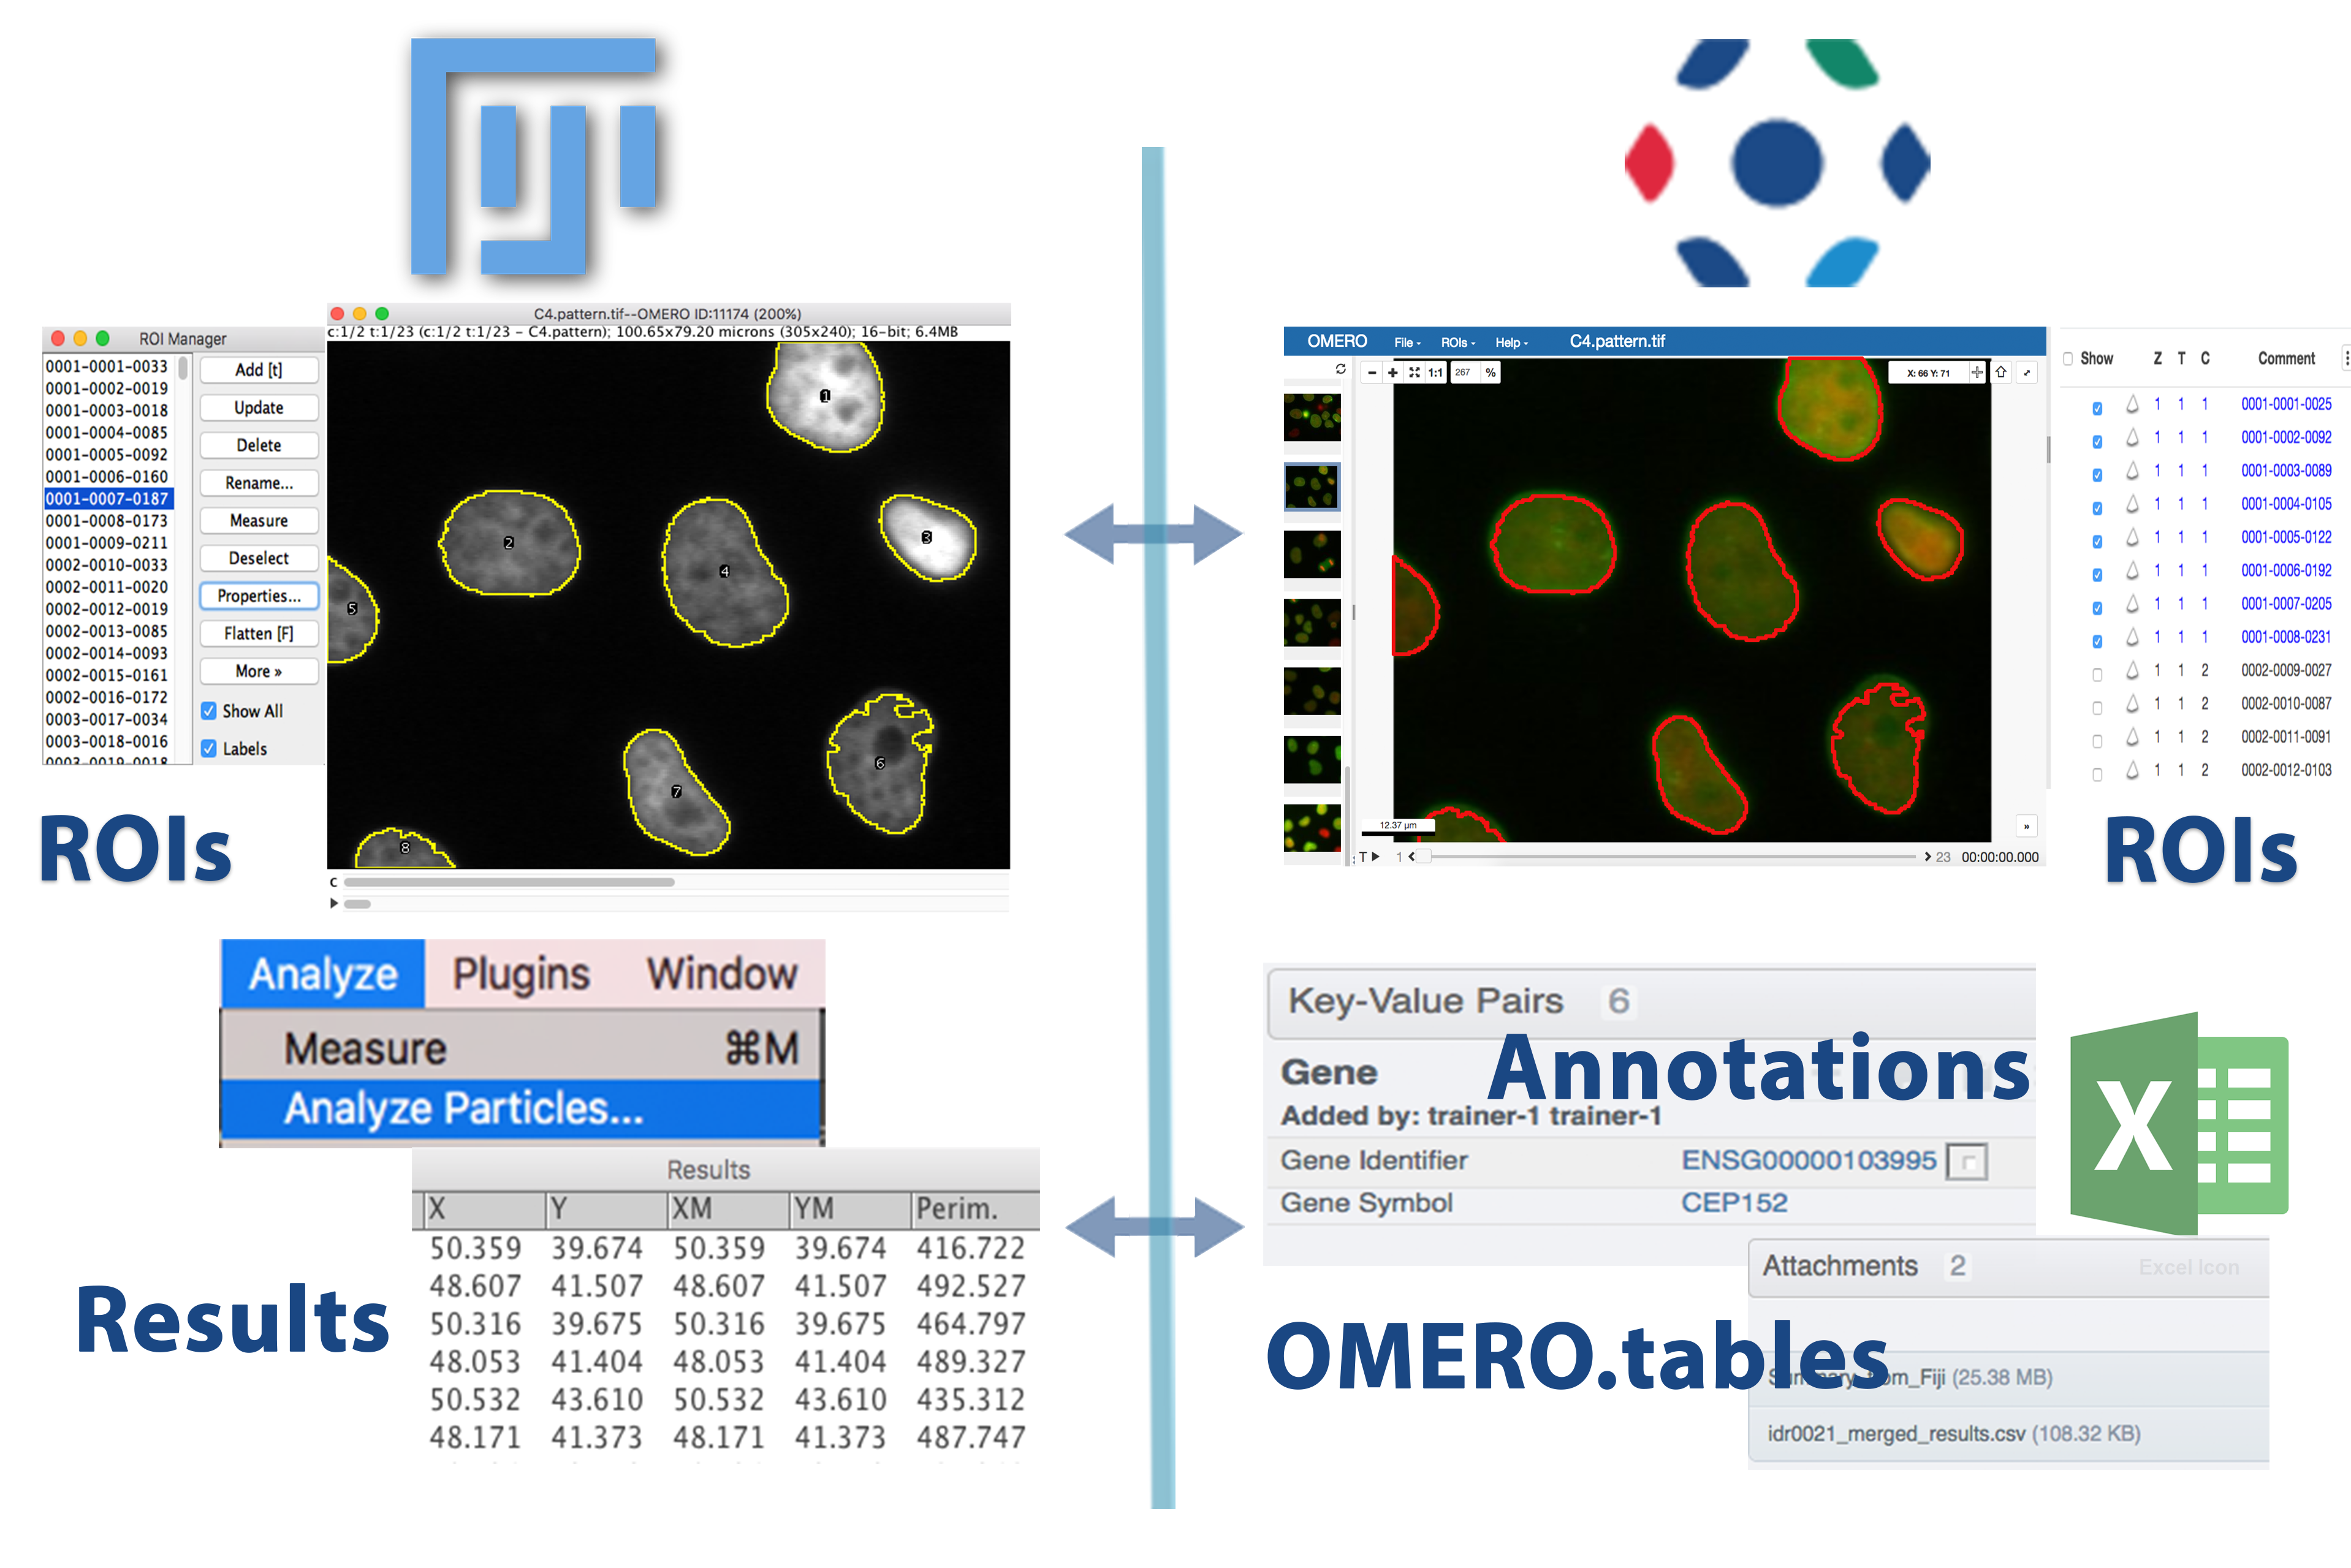 C4.pattern.tif--OMERO ID:11174 (200%)
c:1/2 t:1/23 (c:1/2 t:1/23 - C4.pattern); 100.65x79.20 microns (305x240); 16-bit; 6.4MB
ROI Manager
0001-0001-0033
0001-0002-0019
0001-0003-0018
0001-0004-0085
0001-0005-0092
0001-0006-0160
0001-0007-0187
0001-0008-0173
0001-0009-0211
0002-0010-0033
0002-0011-0020
0002-0012-0019
0002-0013-0085
0002-0014-0093
0002-0015-0161
0002-0016-0172
0003-0017-0034
0003-0018-0016
0003-0019-0018
Add [t]
Update
Delete
Rename...
Measure
Deselect
Properties...
Flatten [F]
More »
Show All
Labels
1
2
3
4
5
6
7
8
C
ROIs
OMERO File ROIs Help C4.pattern.tif
1:1 267 %
X: 66 Y: 71
12.37 µm
T 1 23 00:00:00.000
»
Show Z T C Comment
1 1 1 0001-0001-0025
1 1 1 0001-0002-0092
1 1 1 0001-0003-0089
1 1 1 0001-0004-0105
1 1 1 0001-0005-0122
1 1 1 0001-0006-0192
1 1 1 0001-0007-0205
1 1 1 0001-0008-0231
1 1 2 0002-0009-0027
1 1 2 0002-0010-0087
1 1 2 0002-0011-0091
1 1 2 0002-0012-0103
ROIs
Analyze Plugins Window
Measure ⌘M
Analyze Particles...
Results
X Y XM YM Perim.
50.359 39.674 50.359 39.674 416.722
48.607 41.507 48.607 41.507 492.527
50.316 39.675 50.316 39.675 464.797
48.053 41.404 48.053 41.404 489.327
50.532 43.610 50.532 43.610 435.312
48.171 41.373 48.171 41.373 487.747
Results
Key-Value Pairs 6
Annotations
Gene
Added by: trainer-1 trainer-1
Gene Identifier ENSG00000103995
Gene Symbol CEP152
X
Attachments 2
Excel Icon
OMERO.tables
Summary_from_Fiji (25.38 MB)
idr0021_merged_results.csv (108.32 KB)